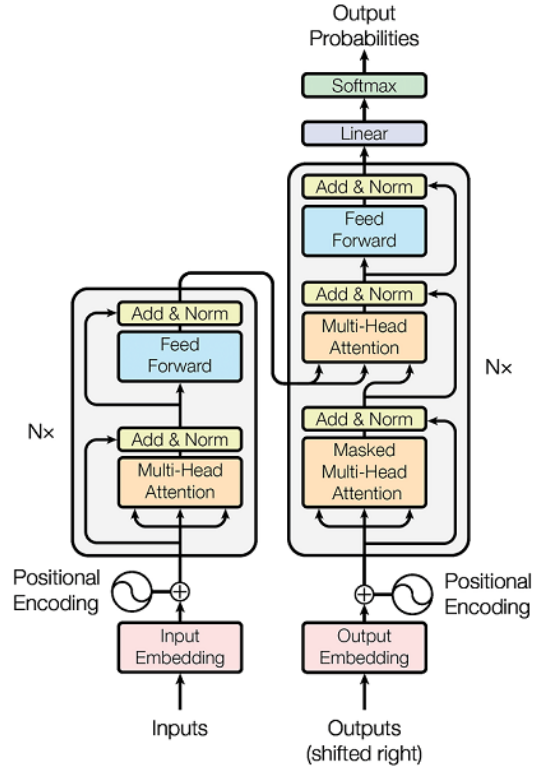 Output
Probabilities
Softmax
Linear
Add & Norm
Feed
Forward
Add & Norm
Multi-Head
Attention
Add & Norm
Masked
Multi-Head
Attention
N×
Add & Norm
Feed
Forward
Add & Norm
Multi-Head
Attention
N×
Positional
Encoding
Positional
Encoding
Input
Embedding
Output
Embedding
Inputs
Outputs
(shifted right)